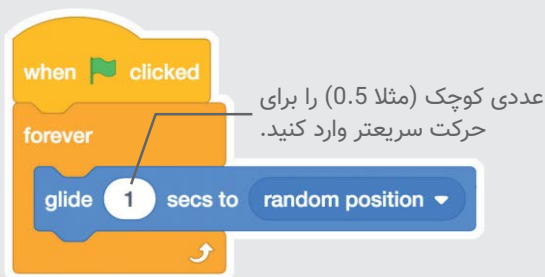 when clicked
عددی کوچک (مثلا 0.5) را برای
حرکت سریعتر وارد کنید.
forever
glide 1 secs to random position